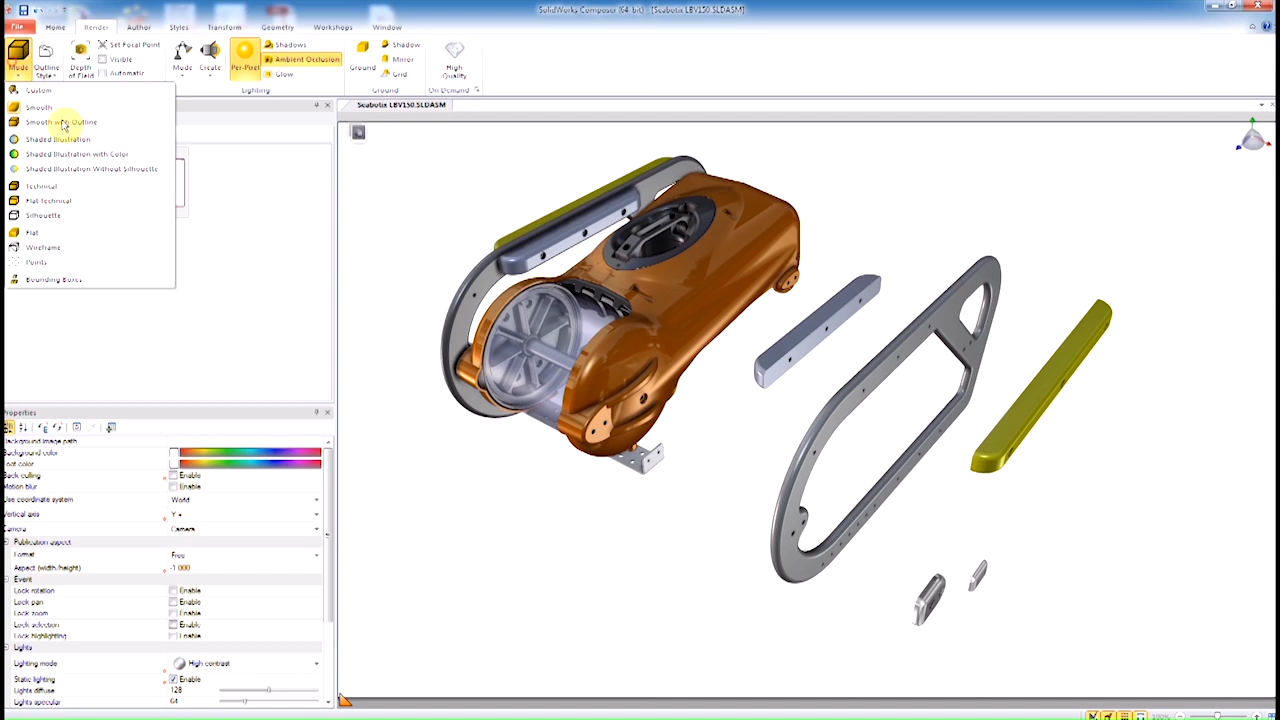 SolidWorks Composer (64 bit) [Seabotix LBV150.SLDASM]
File Home Render Author Styles Transform Geometry Workshops Window
Mode
Outline Style
Depth of Field
Set Focal Point
Visible
Automatic
Mode
Create
Per-Pixel
Shadows
Ambient Occlusion
Glow
Lighting
Ground
Shadow
Mirror
Grid
Ground
High Quality
On Demand
Custom
Smooth
Smooth with Outline
Shaded Illustration
Shaded Illustration with Color
Shaded Illustration Without Silhouette
Technical
Flat Technical
Silhouette
Flat
Wireframe
Points
Bounding Boxes
Seabotix LBV150.SLDASM
Properties
Background image path
Background color
Foot color
Back culling Enable
Motion blur Enable
Use coordinate system World
Vertical axis Y +
Camera Camera
Publication aspect
Format Free
Aspect (width/height) -1 000
Event
Lock rotation Enable
Lock pan Enable
Lock zoom Enable
Lock selection Enable
Lock highlighting Enable
Lights
Lighting mode High contrast
Static lighting Enable
Lights diffuse 128
Lights specular 64
100%